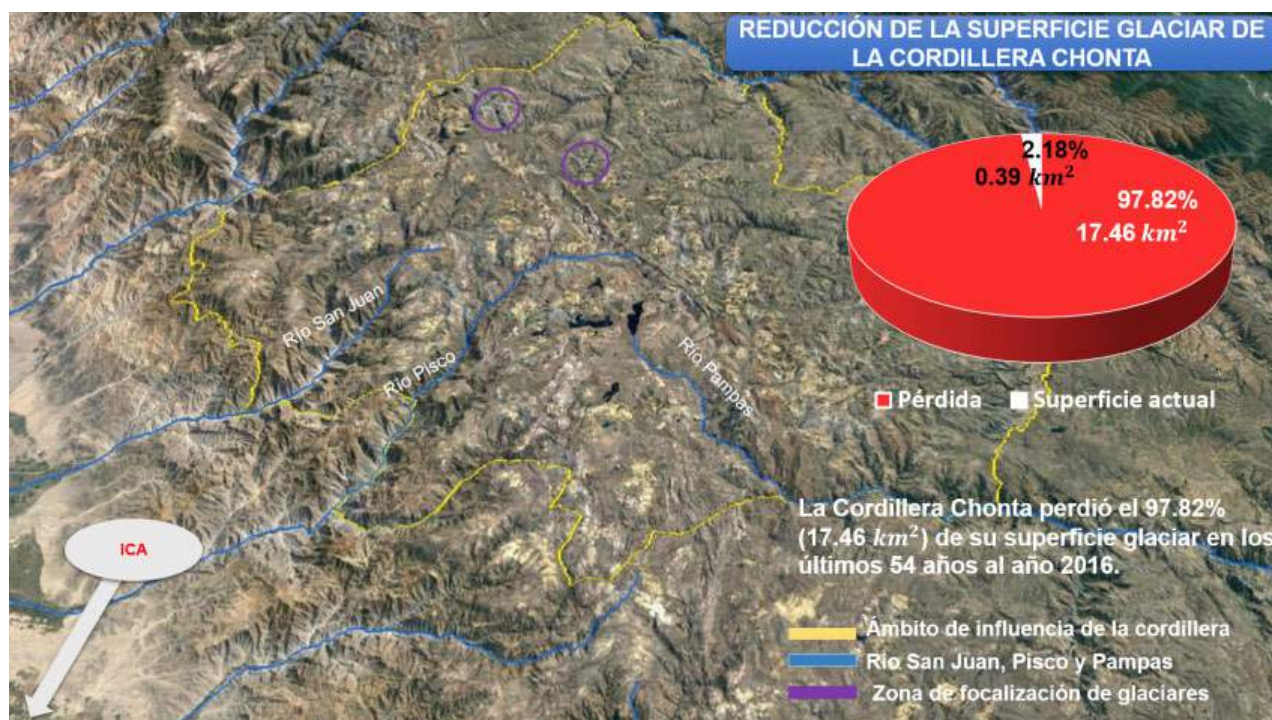 REDUCCIÓN DE LA SUPERFICIE GLACIAR DE
LA CORDILLERA CHONTA
2.18%
0.39 km²
97.82%
17.46 km²
Pérdida
Superficie actual
Río San Juan
Río Pisco
Río Pampas
ICA
La Cordillera Chonta perdió el 97.82%
(17.46 km²) de su superficie glaciar en los
últimos 54 años al año 2016.
Ámbito de influencia de la cordillera
Rio San Juan, Pisco y Pampas
Zona de focalización de glaciares